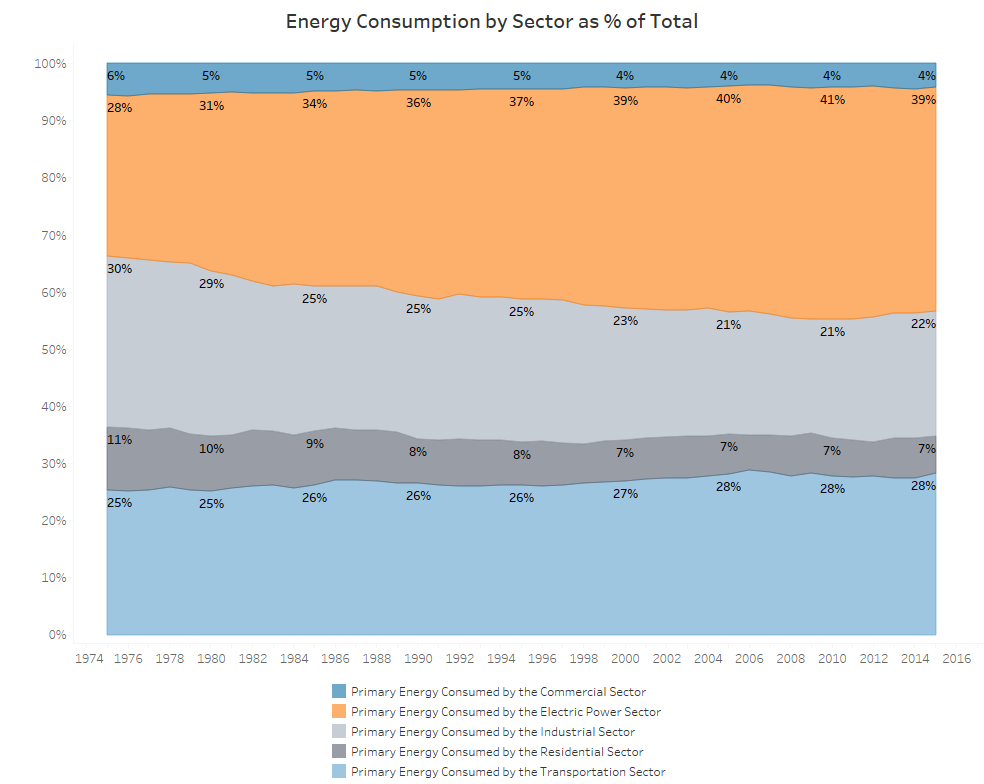 Energy Consumption by Sector as % of Total
100%
6% 5% 5% 5% 5% 4% 4% 4% 4%
28% 31% 34% 36% 37% 39% 40% 41% 39%
90%
80%
70%
30% 29% 25% 25% 25% 23% 21% 21% 22%
60%
50%
40%
11% 10% 9% 8% 8% 7% 7% 7% 7%
30%
25% 25% 26% 26% 26% 27% 28% 28% 28%
20%
10%
0%
1974 1976 1978 1980 1982 1984 1986 1988 1990 1992 1994 1996 1998 2000 2002 2004 2006 2008 2010 2012 2014 2016
Primary Energy Consumed by the Commercial Sector
Primary Energy Consumed by the Electric Power Sector
Primary Energy Consumed by the Industrial Sector
Primary Energy Consumed by the Residential Sector
Primary Energy Consumed by the Transportation Sector